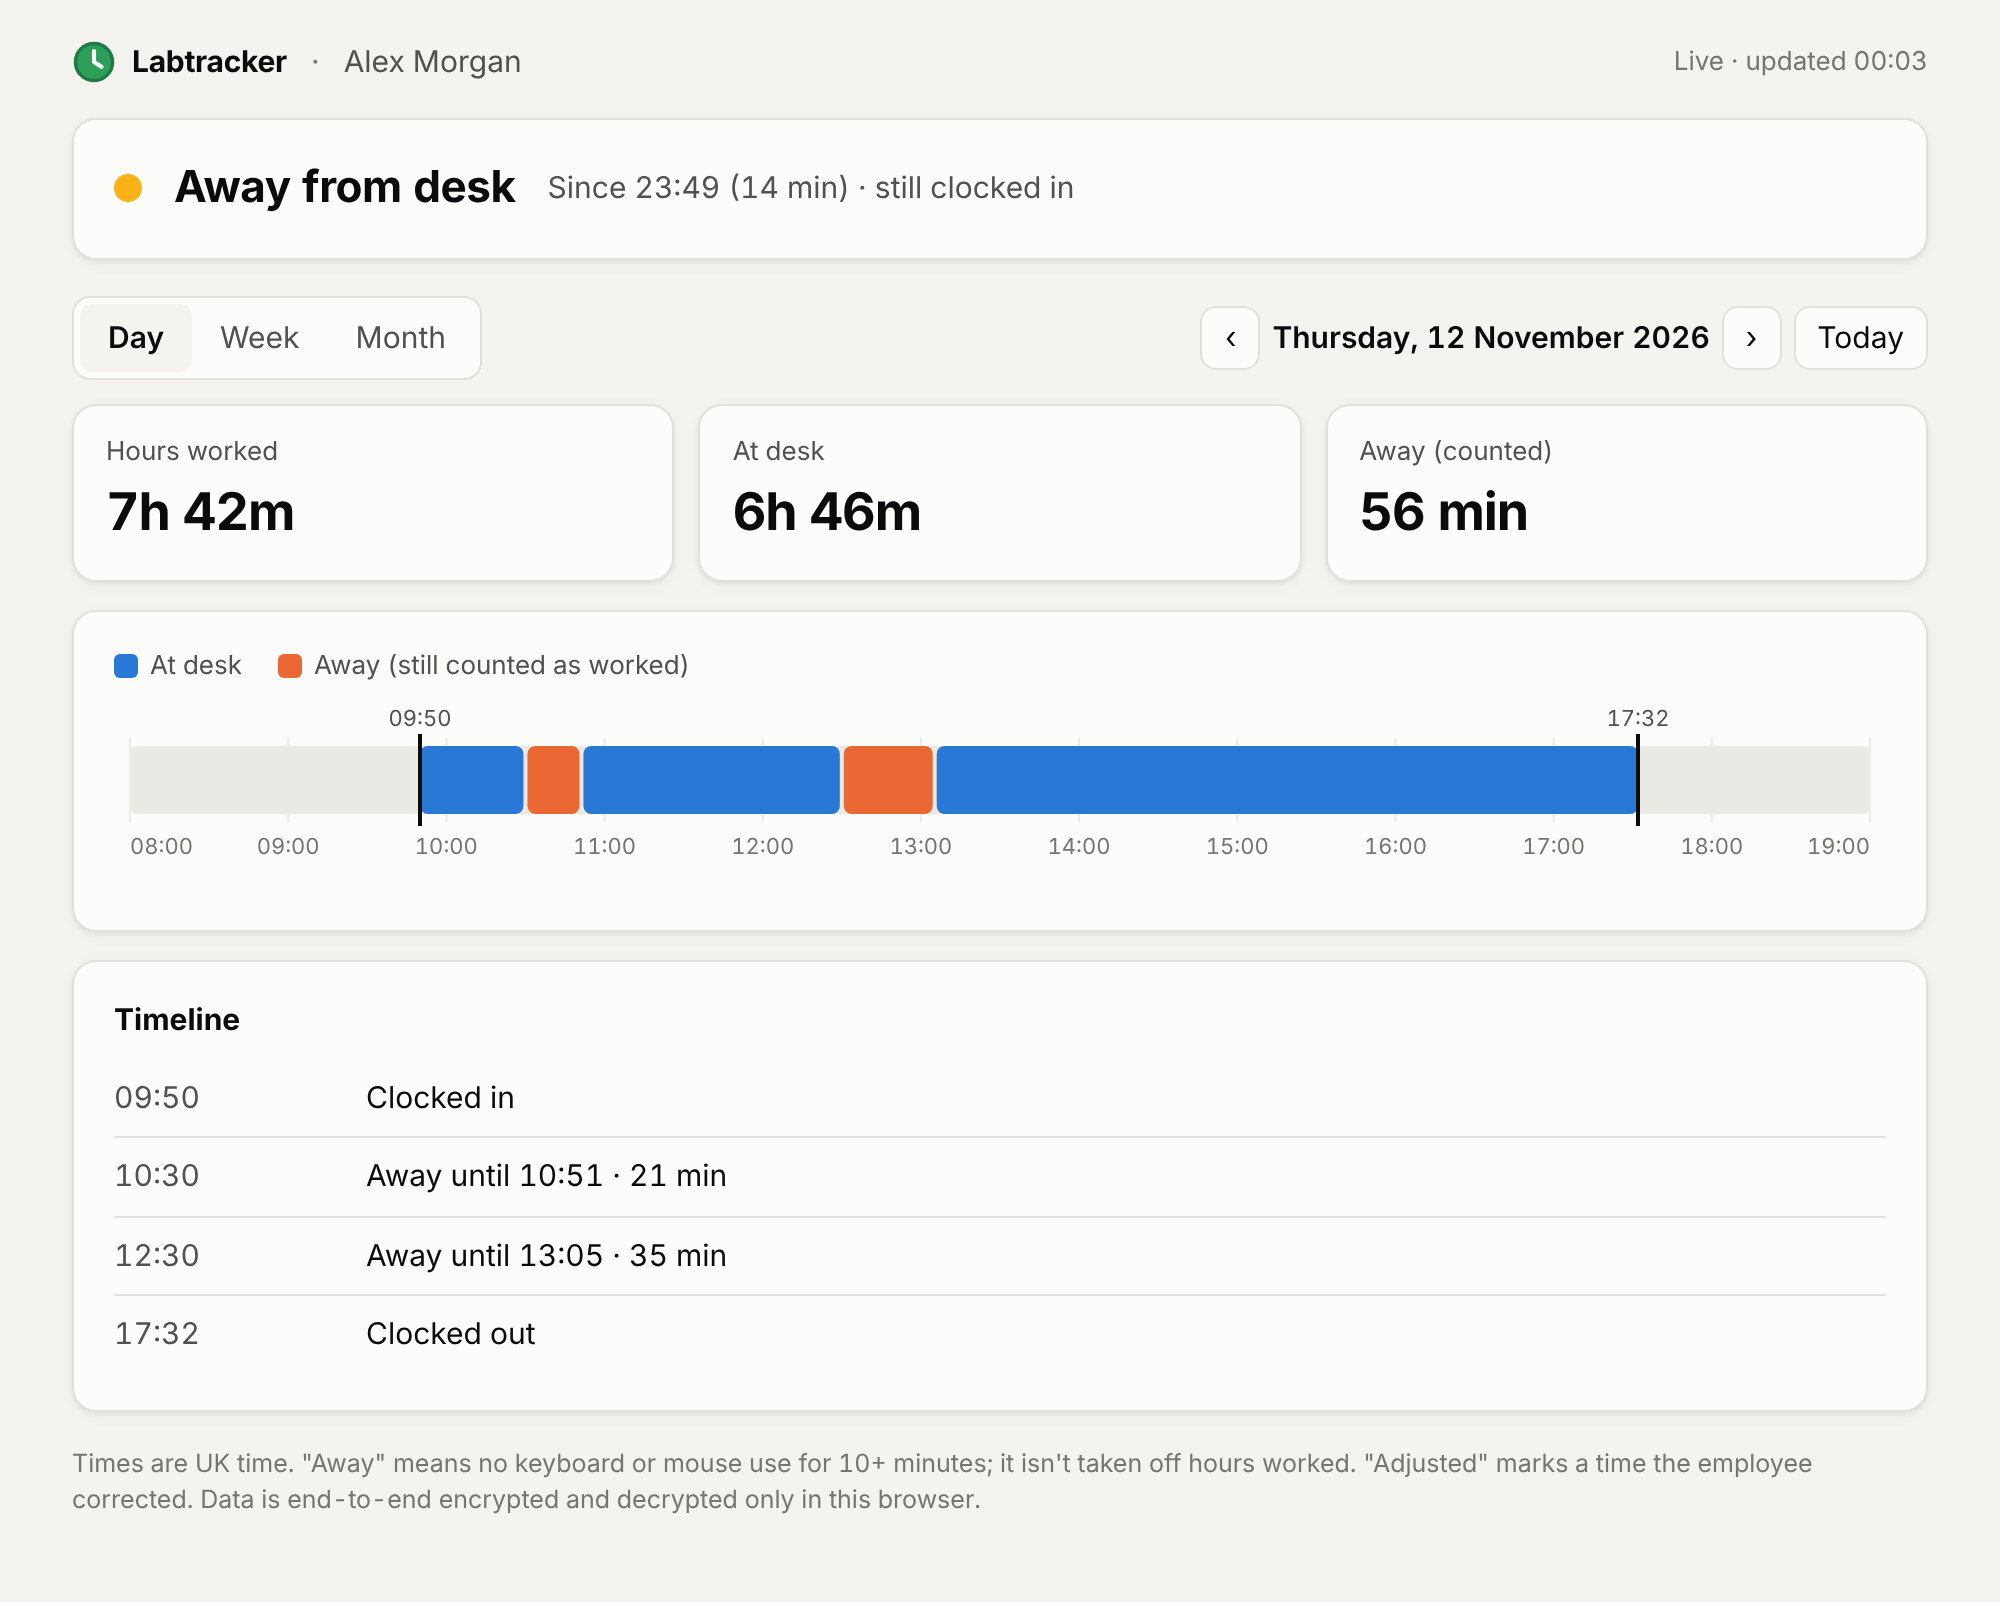 Labtracker · Alex Morgan
Live · updated 00:03
Away from desk Since 23:49 (14 min) · still clocked in
Day Week Month
‹ Thursday, 12 November 2026 › Today
Hours worked
7h 42m
At desk
6h 46m
Away (counted)
56 min
At desk Away (still counted as worked)
09:50 17:32
08:00 09:00 10:00 11:00 12:00 13:00 14:00 15:00 16:00 17:00 18:00 19:00
Timeline
09:50 Clocked in
10:30 Away until 10:51 · 21 min
12:30 Away until 13:05 · 35 min
17:32 Clocked out
Times are UK time. "Away" means no keyboard or mouse use for 10+ minutes; it isn't taken off hours worked. "Adjusted" marks a time the employee
corrected. Data is end-to-end encrypted and decrypted only in this browser.